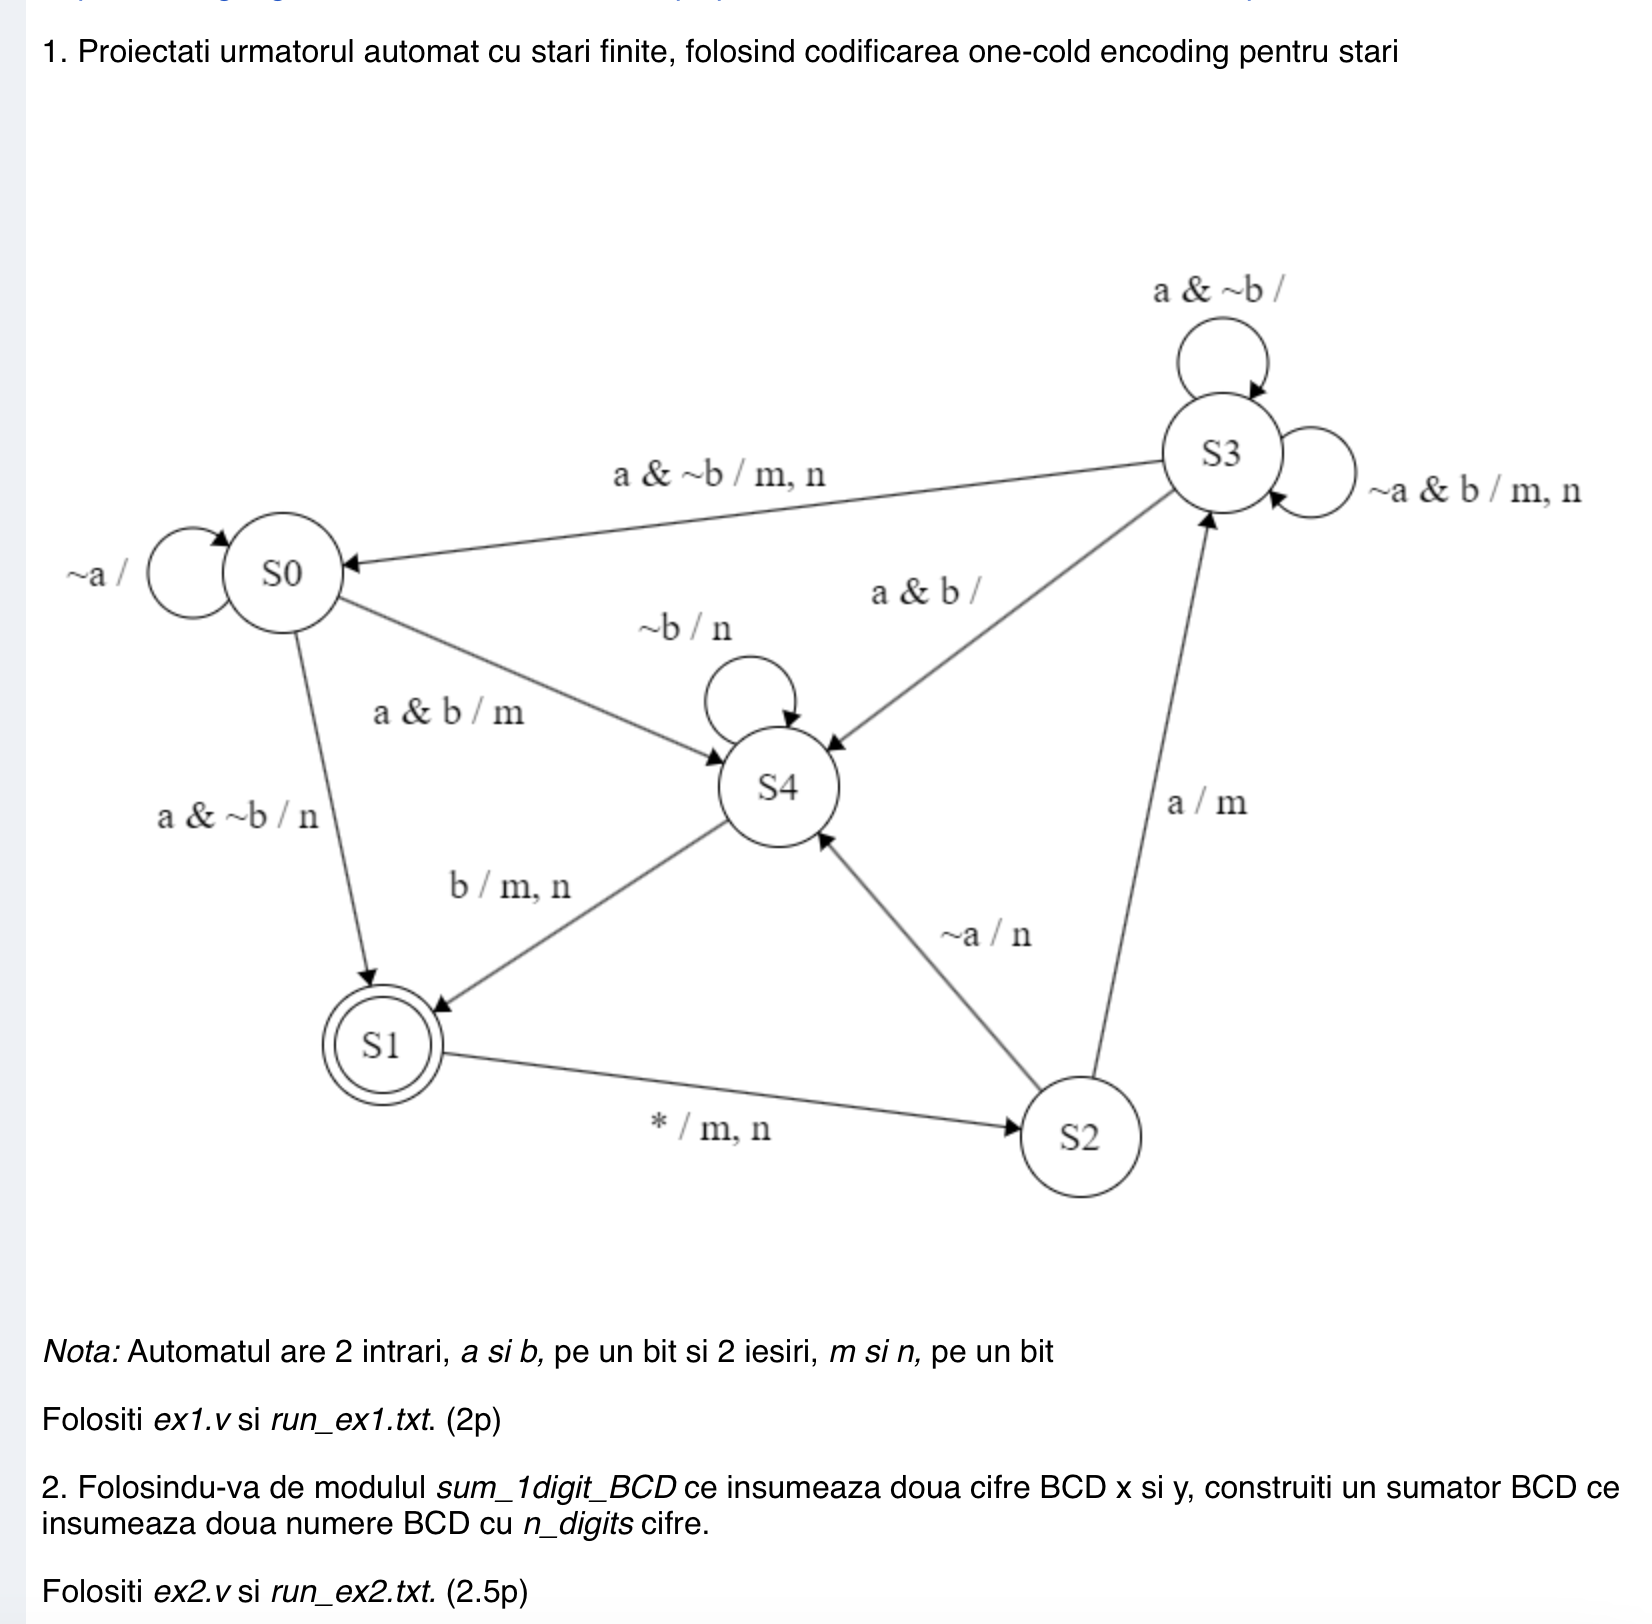 1. Proiectati urmatorul automat cu stari finite, folosind codificarea one-cold encoding pentru stari
a & ~b /
S3
~a & b / m, n
a & ~b / m, n
~a /
S0
a & b /
~b / n
a & b / m
S4
a / m
a & ~b / n
b / m, n
~a / n
S1
* / m, n
S2
Nota: Automatul are 2 intrari, a si b, pe un bit si 2 iesiri, m si n, pe un bit
Folositi ex1.v si run_ex1.txt. (2p)
2. Folosindu-va de modulul sum_1digit_BCD ce insumeaza doua cifre BCD x si y, construiti un sumator BCD ce
insumeaza doua numere BCD cu n_digits cifre.
Folositi ex2.v si run_ex2.txt. (2.5p)